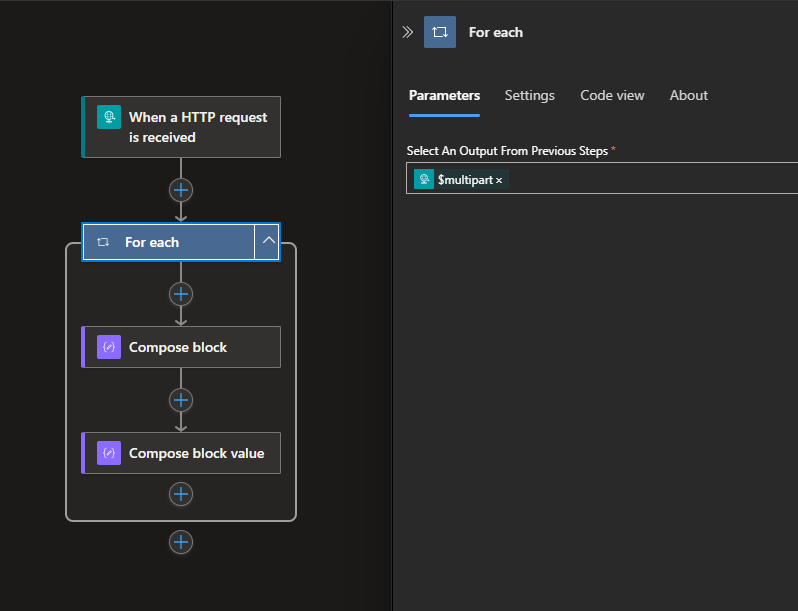 When a HTTP request
is received
For each
Compose block
Compose block value
For each
Parameters Settings Code view About
Select An Output From Previous Steps *
$multipart ×